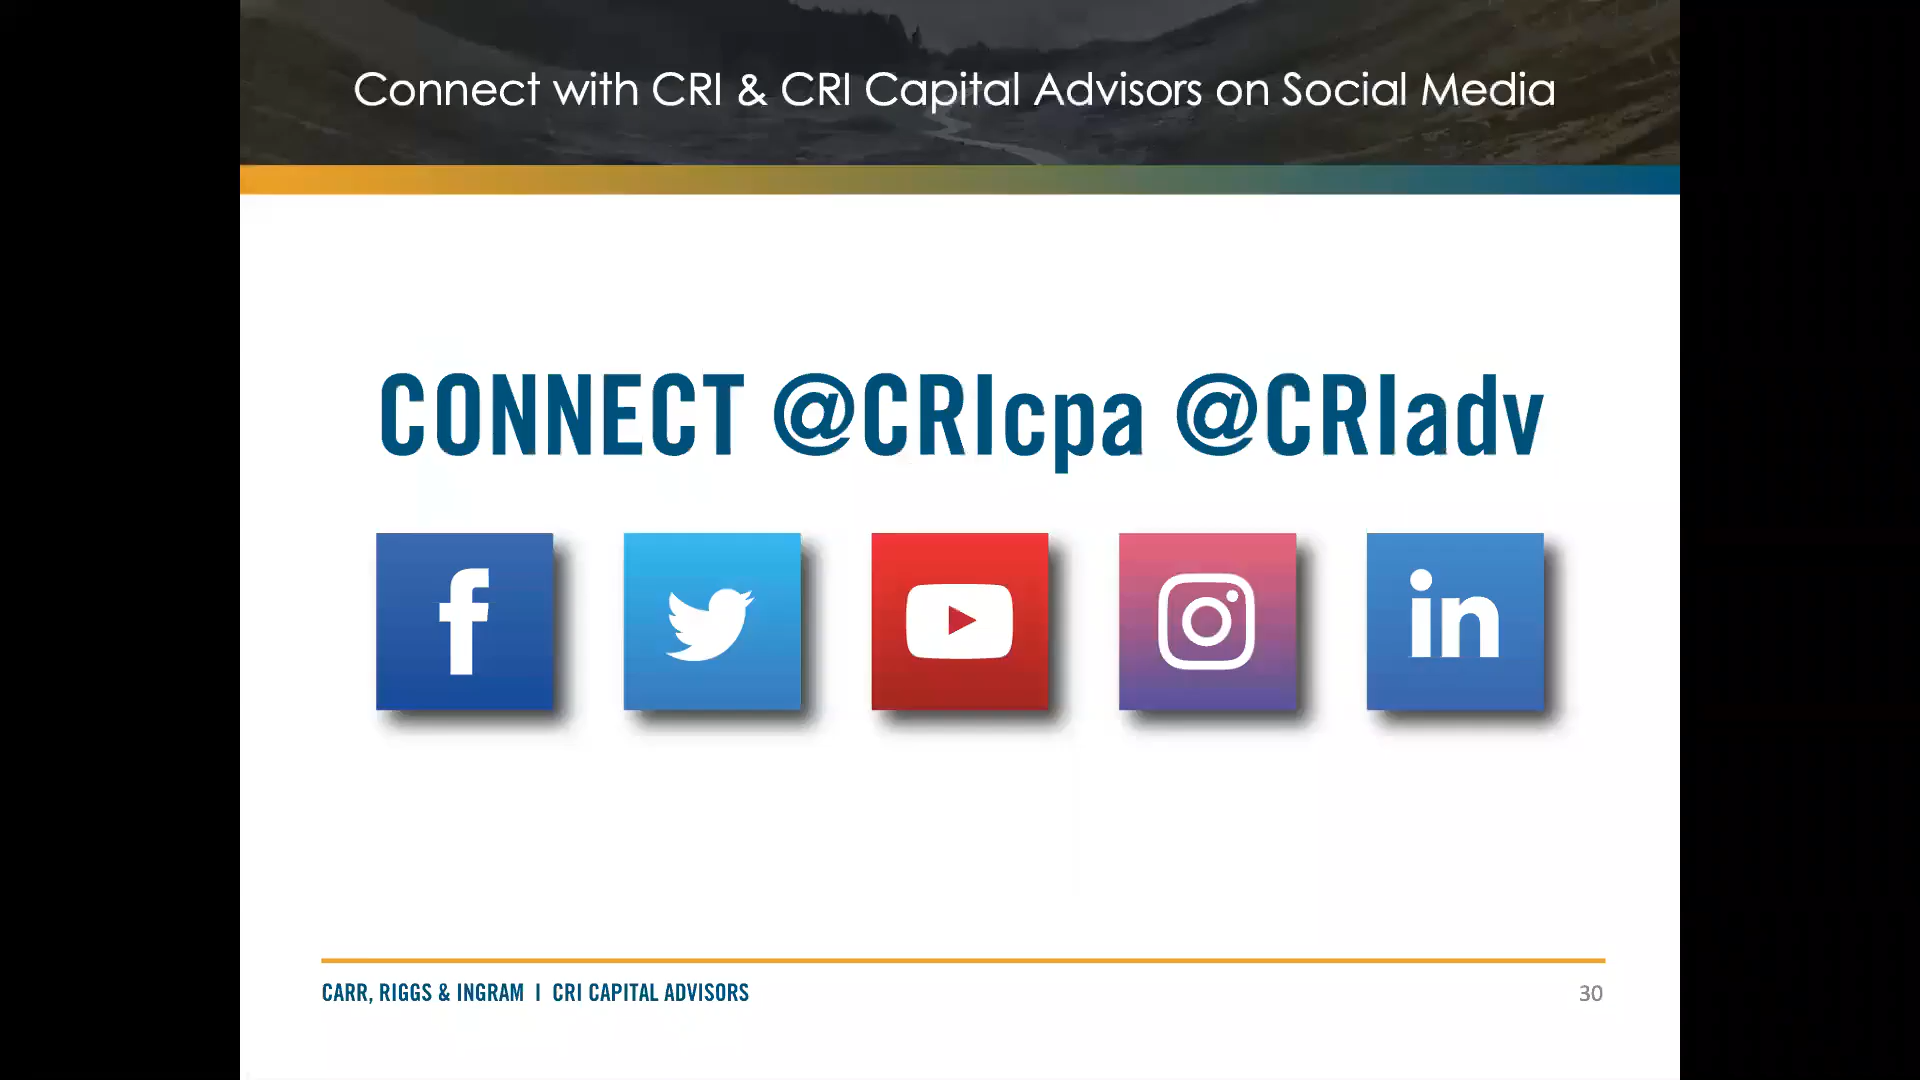 Connect with CRI & CRI Capital Advisors on Social Media
CONNECT @CRIcpa @CRIadv
f in
CARR, RIGGS & INGRAM I CRI CAPITAL ADVISORS
30